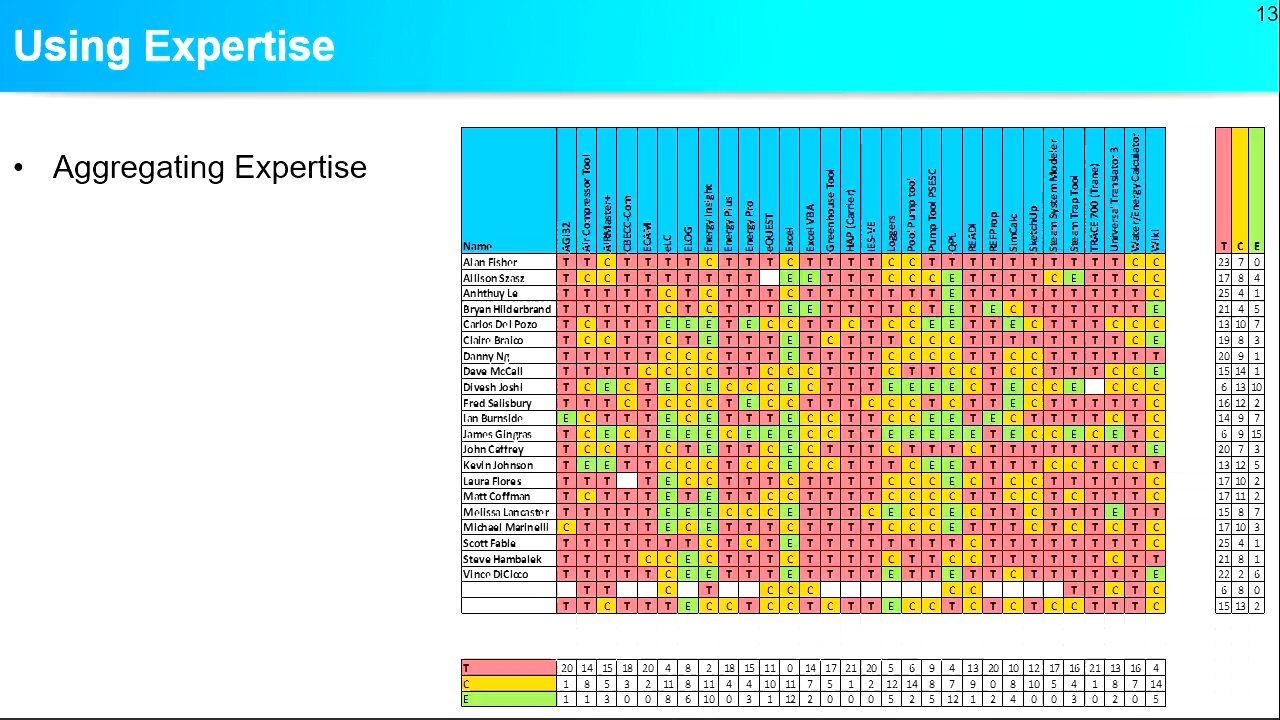 13
Using Expertise
• Aggregating Expertise
Name AGi32 Air Compressor Tool AIRMaster+ CBECC-Com ECAM eLC ELOG Energy Insight Energy Plus Energy Pro eQUEST Excel Excel VBA Greenhouse Tool HAP (Carrier) IES-VE Loggers Pool Pump tool Pump Tool PSESC QPL READI REFProp SimCalc SketchUp Steam System Modeler Steam Trap Tool TRACE 700 (Trane) Universal Translator 3 Water/Energy Calculator Wiki T C E
Alan Fisher T T C T T T T C T T T C T T T T C C T T T T T T T T T T C C 23 7 0
Allison Szasz T C C T T T T T T T E E T T T C C C E T T T T C E T T T C 17 8 4
Anhthuy Le T T T T T C T C T T T C T T T T T T T E T T T T T T T T T C 25 4 1
Bryan Hilderbrand T T T T T C T C T T T E E T T T T C T E T E C T T T T T T E 21 4 5
Carlos Del Pozo T C T T T E E E T E C C T T C T C T E E T T E C T T T C C C 13 10 7
Claire Braico T C C T T C T E T T T E T C T T T C C C T T T T T T T T C E 19 8 3
Danny Ng T T T T T C C C T T C E T T T T C C C C T T C C T T T T T T 20 9 1
Dave McCall T T T T C C C C T T C C C T T T C T T C C T C C T T T C C E 15 14 1
Divesh Joshi T C E C T E C E C C C E C T T T E E E E C T E C C E C C C 6 13 10
Fred Salisbury T T T C T C C C T E C C C T T C C C T C T T E C T T T T T C 16 12 2
Ian Burnside E C T T T E C E T T T E C C T T C C E E T E C T T T T C T C 14 9 7
James Gingras T C E C T E E E C E E E C C T T E E E E E T E C C E C E T C 6 9 15
John Caffrey T C C T T C T E T T C E T T T T C T T T C C T T T T T T T E 20 7 3
Kevin Johnson T E E T T C C C T C C E C C T T T C E E T T T T C C T C C T 13 12 5
Laura Flores T T T T E C C T T C C T T T T C C C E C T C C T T T T T C 17 10 2
Matt Coffman T C T T T E T E T T C C T T T T C C C C T T C C T C T T T C 17 11 2
Melissa Lancaster T T T T T E E E C C C E T T T C E C C E T T T C T T T E T T 15 8 7
Michael Marinelli C T T T T E C E T T T C T T T T C C C E T T T C T C T C T C 17 10 3
Scott Fable T T T T T T T C T C T E T T T T T T T T C T T T T T T T T C 25 4 1
Steve Hambalek T T T T C C E C T T T C T T T T C T T C C T T T T T T C T T 21 8 1
Vince DiCicco T T T T T C E E T T T E T T T T E T T E T T C T T T T T T E 22 2 6
T T C T C C C C C T T C T C 6 8 0
T T C T T T E C C T C C T C T T E C C T C T C T C C T T T C 15 13 2
T 20 14 15 18 20 4 8 2 18 15 11 0 14 17 21 20 5 6 9 4 13 20 10 12 17 16 21 13 16 4
C 1 8 5 3 2 11 8 11 4 4 10 11 7 5 1 2 12 14 8 7 9 0 8 10 5 4 1 8 7 14
E 1 1 3 0 0 8 6 10 0 3 1 12 2 0 0 0 5 2 5 12 1 2 4 0 0 3 0 2 0 5